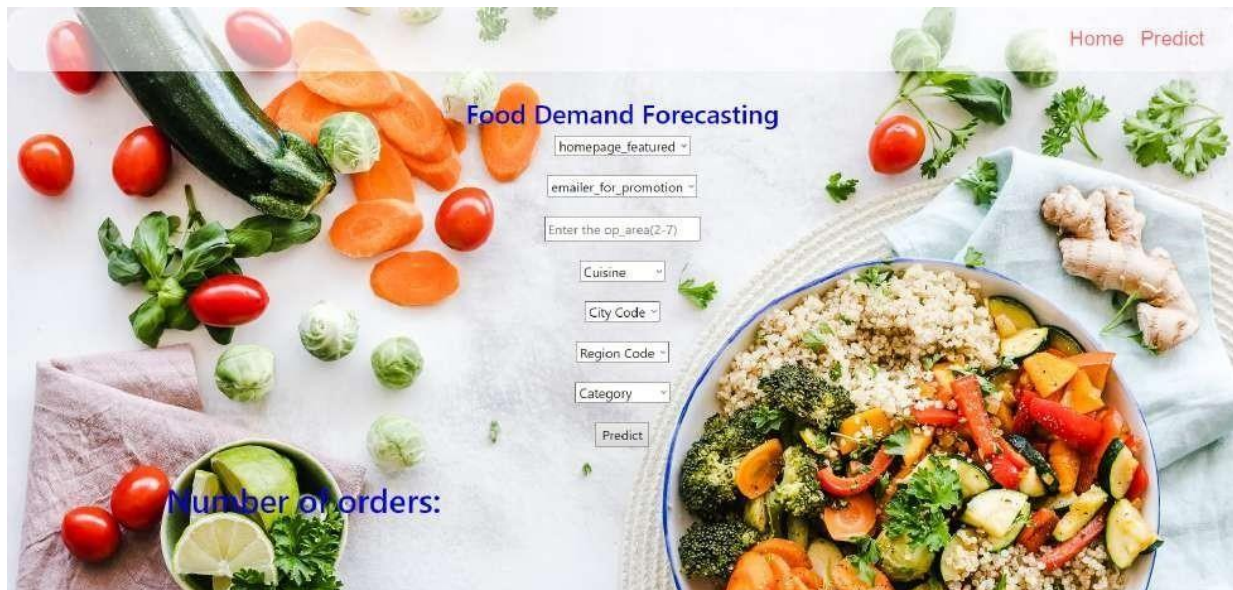 Home Predict
Food Demand Forecasting
homepage_featured
emailer_for_promotion
Enter the op_area(2-7)
Cuisine
City Code
Region Code
Category
Predict
Number of orders: